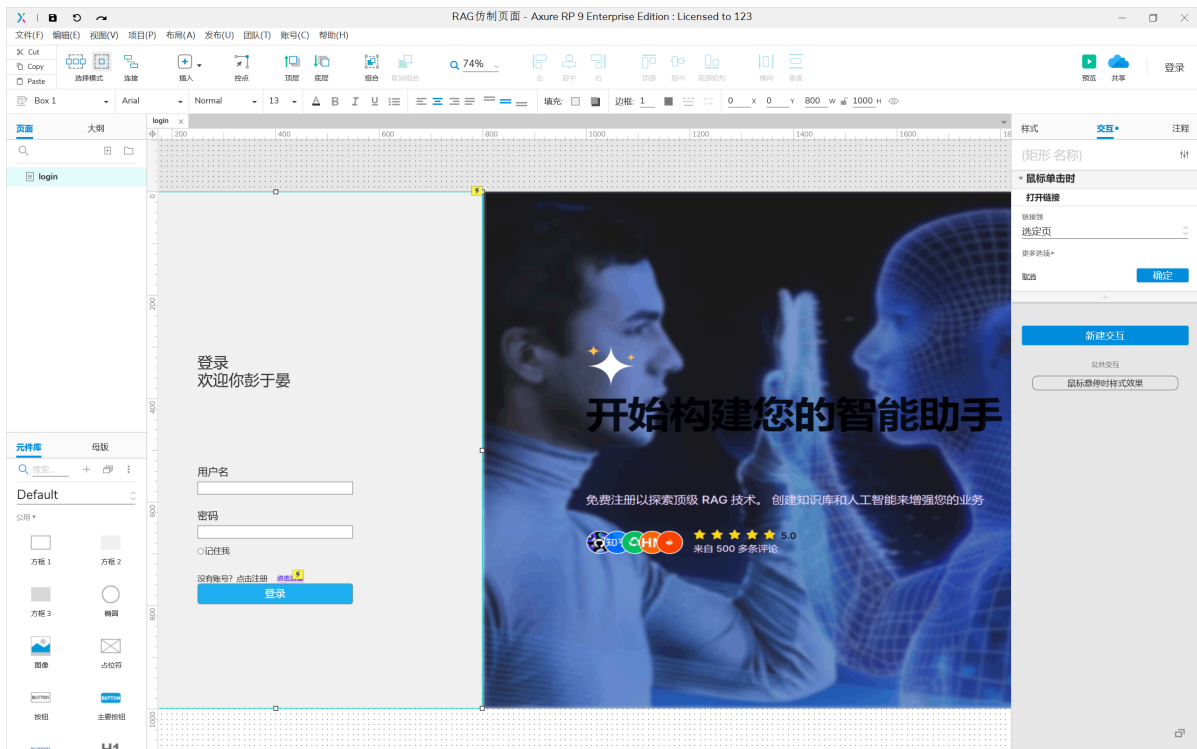 RAG仿制页面 - Axure RP 9 Enterprise Edition : Licensed to 123
文件(F) 编辑(E) 视图(V) 项目(P) 布局(A) 发布(U) 团队(T) 账号(C) 帮助(H)
Cut
Copy
Paste
选择模式 连接 插入 控点 顶层 底层 组合 取消组合 74% 左 居中 右 顶部 居中 底部矩形 横向 垂直 预览 共享 登录
Box 1 Arial Normal 13 填充: 边框: 1 0 X 0 Y 800 W 1000 H
页面 大纲
login
200 400 600 800 1000 1200 1400 1600 18
login
0
200
400
600
800
1000
登录
欢迎你彭于晏
用户名
密码
记住我
没有账号？点击注册
登录
开始构建您的智能助手
免费注册以探索顶级 RAG 技术。 创建知识库和人工智能来增强您的业务
5.0
来自 500 多条评论
元件库 母版
搜索..
Default
公用
方框 1 方框 2
方框 3 椭圆
图像 占位符
BUTTON BUTTON
按钮 主要按钮
H1
样式 交互 注释
(矩形 名称)
鼠标单击时
打开链接
链接到
选定页
更多选项
取消 确定
新建交互
公共交互
鼠标悬停时样式效果